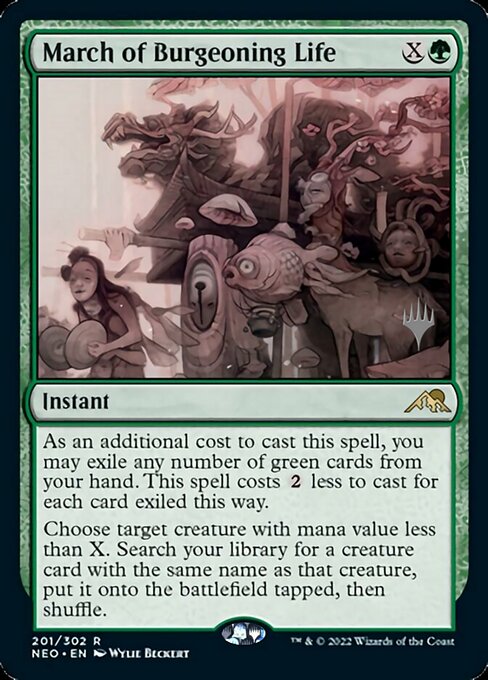 March of Burgeoning Life X
Instant
As an additional cost to cast this spell, you
may exile any number of green cards from
your hand. This spell costs 2 less to cast for
each card exiled this way.
Choose target creature with mana value less
than X. Search your library for a creature
card with the same name as that creature,
put it onto the battlefield tapped, then
shuffle.
201/302 R
NEO • EN Wylie Beckert
™ & © 2022 Wizards of the Coast